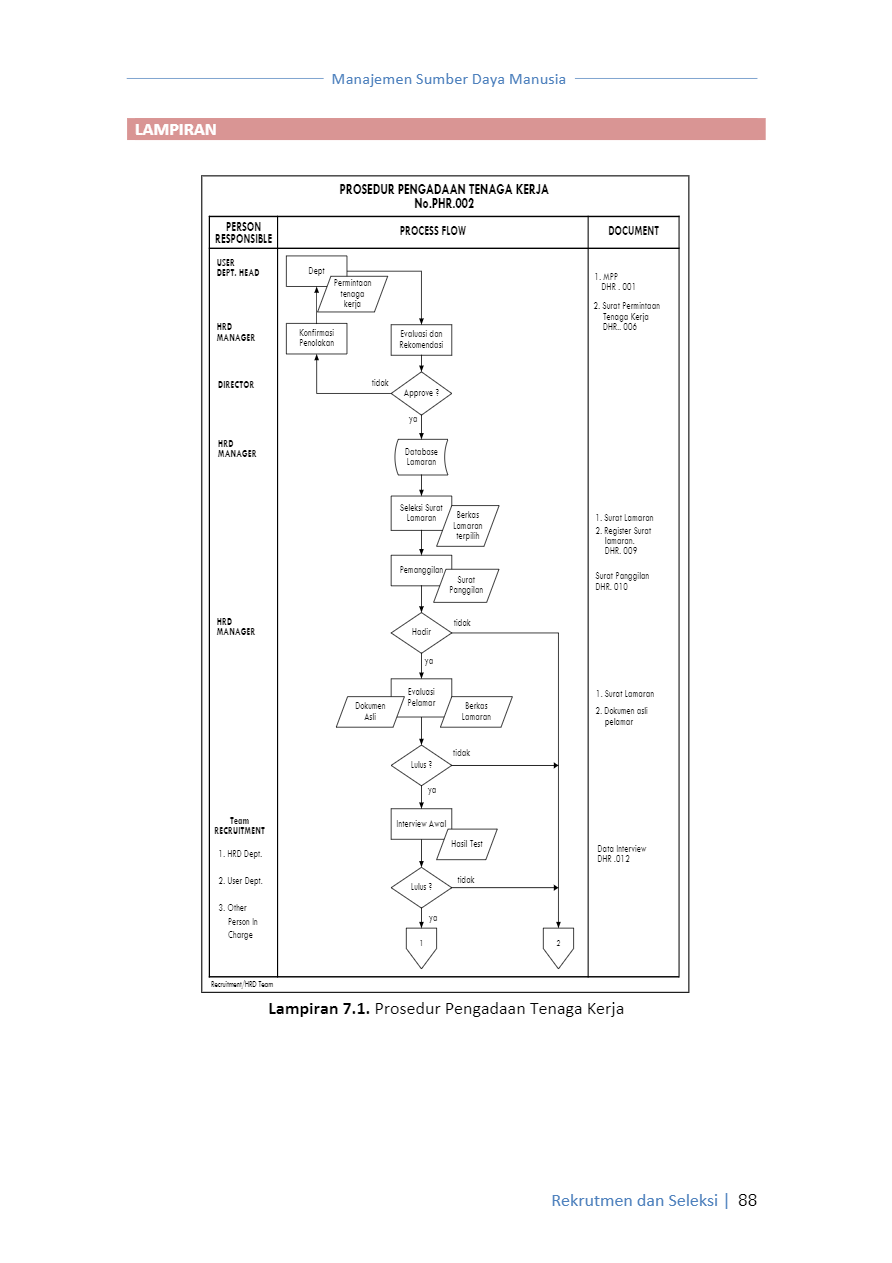 Manajemen Sumber Daya Manusia
LAMPIRAN
PROSEDUR PENGADAAN TENAGA KERJA
No.PHR.002
PERSON
RESPONSIBLE
PROCESS FLOW
DOCUMENT
USER
DEPT. HEAD
Dept
Permintaan
tenaga
kerja
1. MPP
DHR . 001
2. Surat Permintaan
Tenaga Kerja
DHR.. 006
HRD
MANAGER
Konfirmasi
Penolakan
Evaluasi dan
Rekomendasi
DIRECTOR
tidak
Approve ?
ya
HRD
MANAGER
Database
Lamaran
Seleksi Surat
Lamaran
Berkas
Lamaran
terpilih
1. Surat Lamaran
2. Register Surat
lamaran.
DHR. 009
Pemanggilan
Surat
Panggilan
Surat Panggilan
DHR. 010
HRD
MANAGER
Hadir
tidak
ya
Evaluasi
Pelamar
Dokumen
Asli
Berkas
Lamaran
1. Surat Lamaran
2. Dokumen asli
pelamar
Lulus ?
tidak
ya
Team
RECRUITMENT
1. HRD Dept.
2. User Dept.
3. Other
Person In
Charge
Interview Awal
Hasil Test
Data Interview
DHR .012
Lulus ?
tidak
ya
1
2
Recruitment/HRD Team
Lampiran 7.1. Prosedur Pengadaan Tenaga Kerja
Rekrutmen dan Seleksi | 88